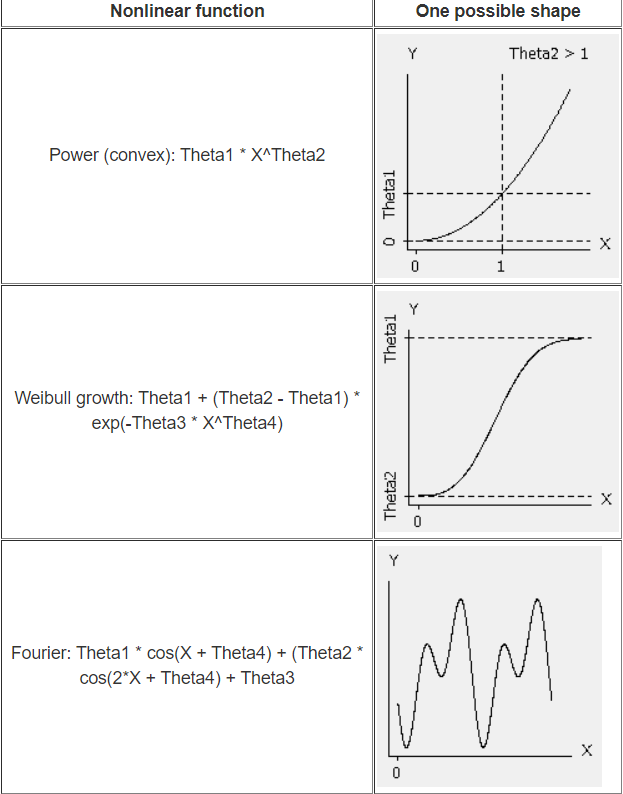 Nonlinear function
One possible shape
Power (convex): Theta1 * X^Theta2
Y
Theta2 > 1
Theta1
0
X
0
1
Weibull growth: Theta1 + (Theta2 - Theta1) *
exp(-Theta3 * X^Theta4)
Y
Theta1
Theta2
X
0
Fourier: Theta1 * cos(X + Theta4) + (Theta2 *
cos(2*X + Theta4) + Theta3
Y
X
0